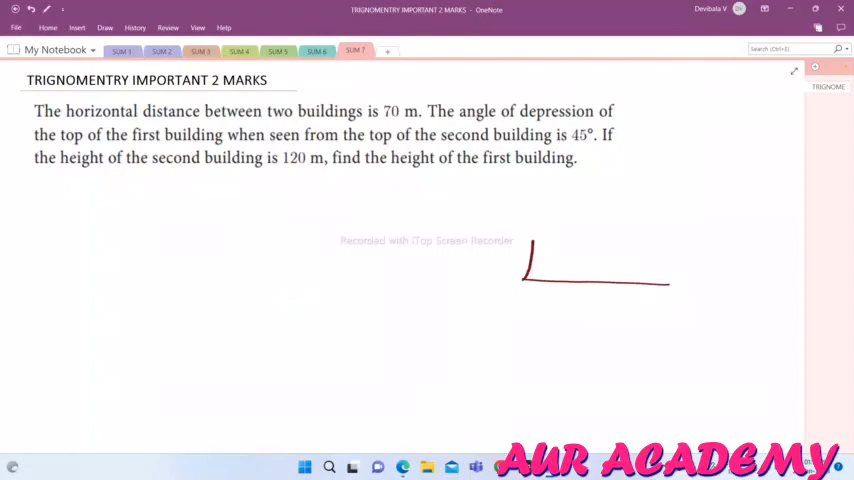 TRIGNOMENTRY IMPORTANT 2 MARKS - OneNote
Devibala V
DV
File Home Insert Draw History Review View Help
My Notebook
SUM 1 SUM 2 SUM 3 SUM 4 SUM 5 SUM 6 SUM 7 +
Search (Ctrl+E)
TRIGNOMENTRY IMPORTANT 2 MARKS
TRIGNOME
The horizontal distance between two buildings is 70 m. The angle of depression of
the top of the first building when seen from the top of the second building is 45°. If
the height of the second building is 120 m, find the height of the first building.
Recorded with iTop Screen Recorder
AUR ACADEMY